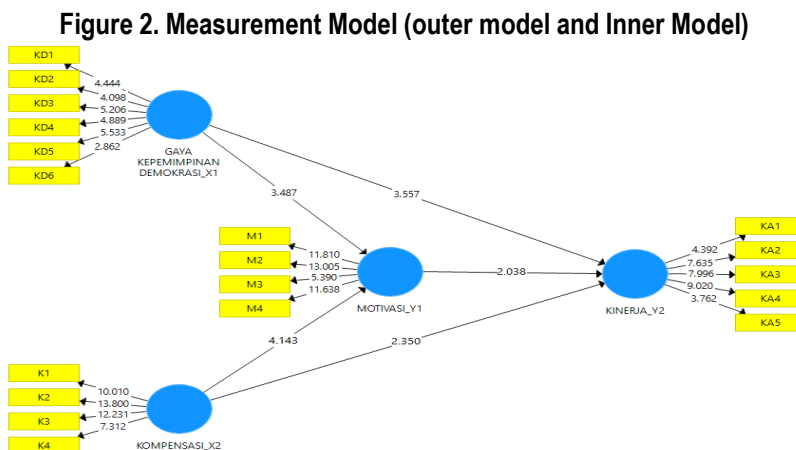 Figure 2. Measurement Model (outer model and Inner Model)
KD1
KD2
KD3
KD4
KD5
KD6
4.444
4.098
5.206
4.889
5.533
2.862
GAYA
KEPEMIMPINAN
DEMOKRASI_X1
3.487
3.557
M1
M2
M3
M4
11.810
13.005
5.390
11.638
MOTIVASI_Y1
2.038
4.143
2.350
KINERJA_Y2
4.392
7.635
7.996
9.020
3.762
KA1
KA2
KA3
KA4
KA5
K1
K2
K3
K4
10.010
13.800
12.231
7.312
KOMPENSASI_X2